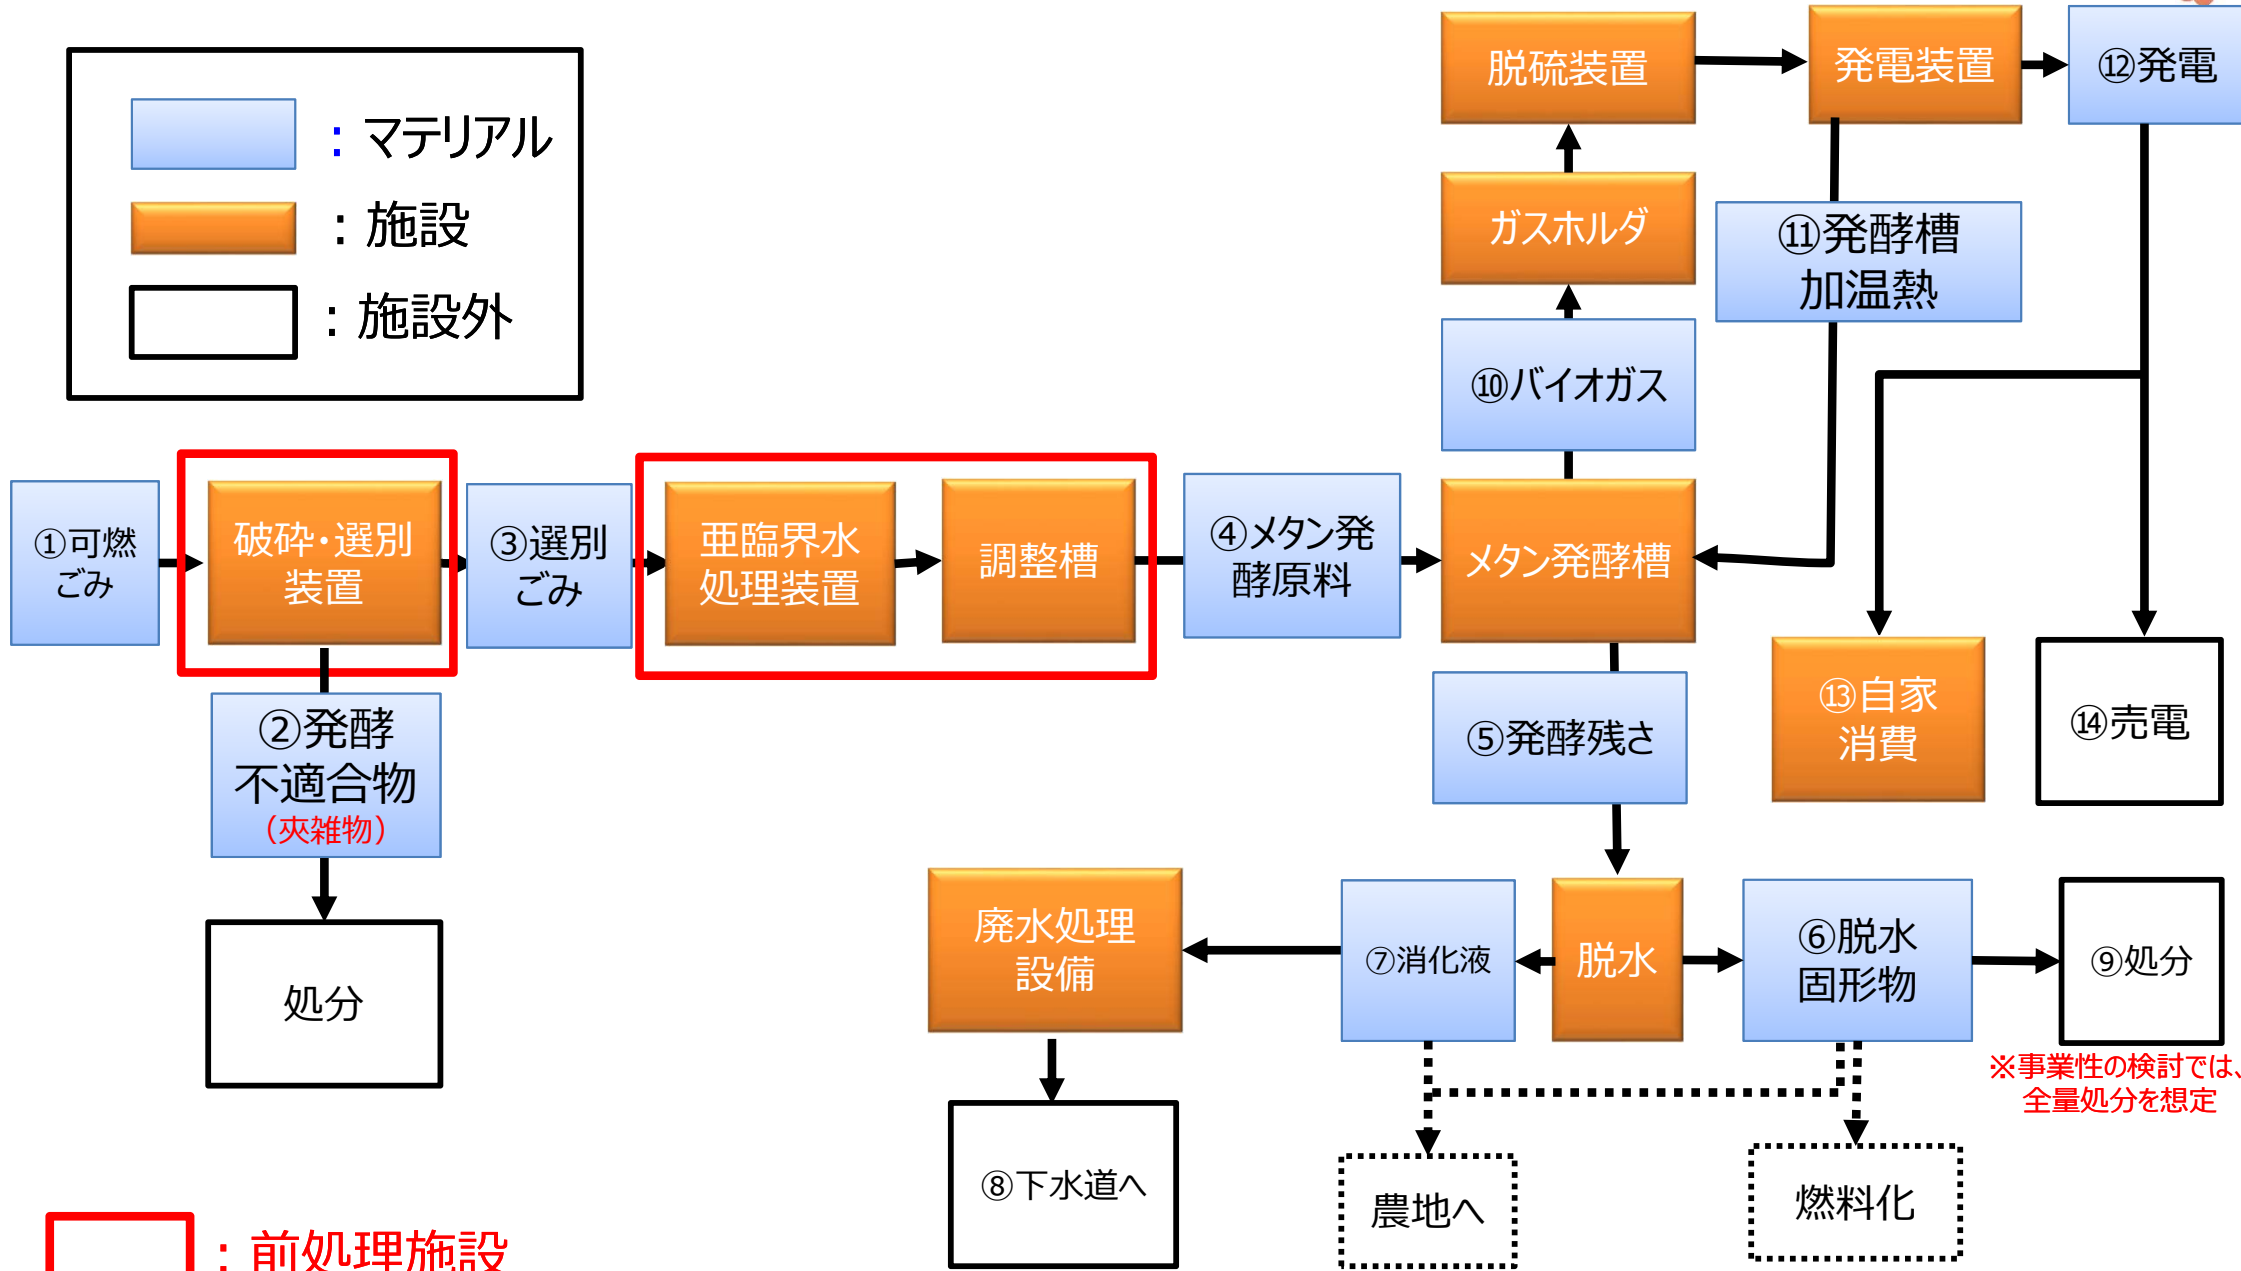 ：マテリアル
：施設
：施設外
脱硫装置
発電装置
⑫発電
ガスホルダ
⑪発酵槽
加温熱
⑩バイオガス
①可燃
ごみ
破砕・選別
装置
③選別
ごみ
亜臨界水
処理装置
調整槽
④メタン発
酵原料
メタン発酵槽
②発酵
不適合物
（夾雑物）
処分
⑤発酵残さ
⑬自家
消費
⑭売電
廃水処理
設備
⑦消化液
脱水
⑥脱水
固形物
⑨処分
※事業性の検討では、
全量処分を想定
⑧下水道へ
農地へ
燃料化
：前処理施設